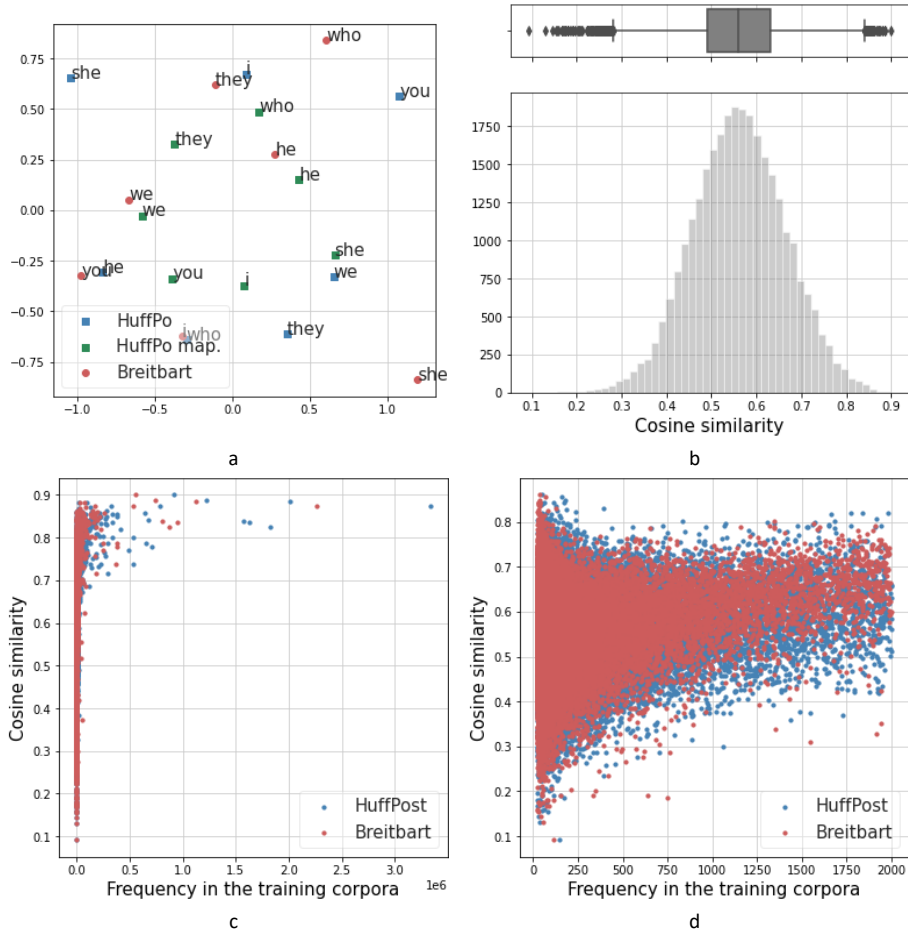 who
she
they
i
you
0.75
0.50
who
they
he
he
0.25
we
we
0.00
she
you
he
you
i
we
−0.25
HuffPo
i
who
they
−0.50
HuffPo map.
Breitbart
she
−0.75
−1.0 −0.5 0.0 0.5 1.0
a
1750
1500
1250
1000
750
500
250
0
0.1 0.2 0.3 0.4 0.5 0.6 0.7 0.8 0.9
Cosine similarity
b
0.9
0.8
0.7
0.6
0.5
0.4
0.3
0.2
0.1
Cosine similarity
HuffPost
Breitbart
0.0 0.5 1.0 1.5 2.0 2.5 3.0
Frequency in the training corpora
1e6
c
0.8
0.7
0.6
0.5
0.4
0.3
0.2
0.1
Cosine similarity
HuffPost
Breitbart
0 250 500 750 1000 1250 1500 1750 2000
Frequency in the training corpora
d